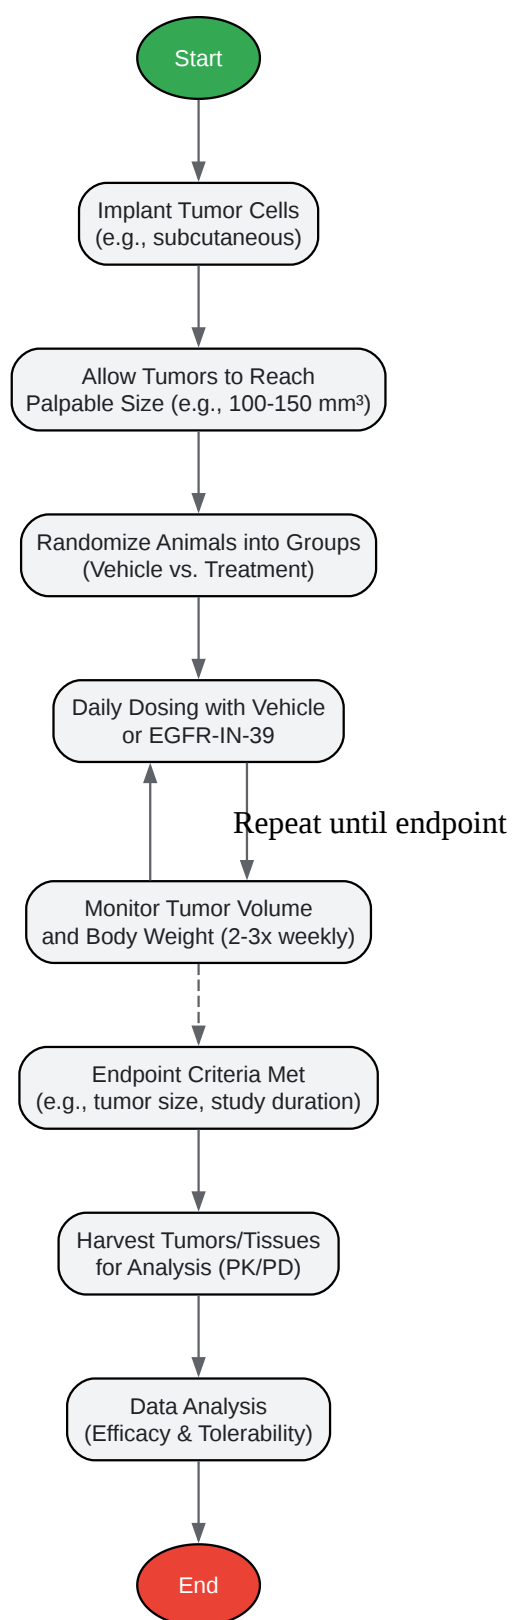 Start
Implant Tumor Cells
(e.g., subcutaneous)
Allow Tumors to Reach
Palpable Size (e.g., 100-150 mm³)
Randomize Animals into Groups
(Vehicle vs. Treatment)
Daily Dosing with Vehicle
or EGFR-IN-39
Repeat until endpoint
Monitor Tumor Volume
and Body Weight (2-3x weekly)
Endpoint Criteria Met
(e.g., tumor size, study duration)
Harvest Tumors/Tissues
for Analysis (PK/PD)
Data Analysis
(Efficacy & Tolerability)
End